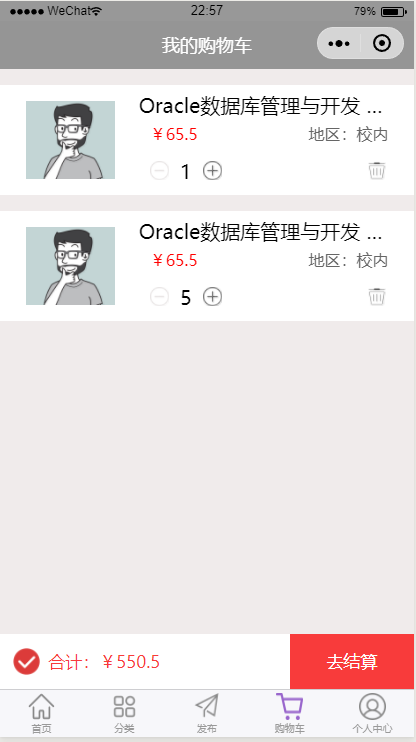 WeChat 22:57 79%
我的购物车
Oracle数据库管理与开发 ...
￥65.5 地区：校内
1
Oracle数据库管理与开发 ...
￥65.5 地区：校内
5
合计：￥550.5 去结算
首页 分类 发布 购物车 个人中心